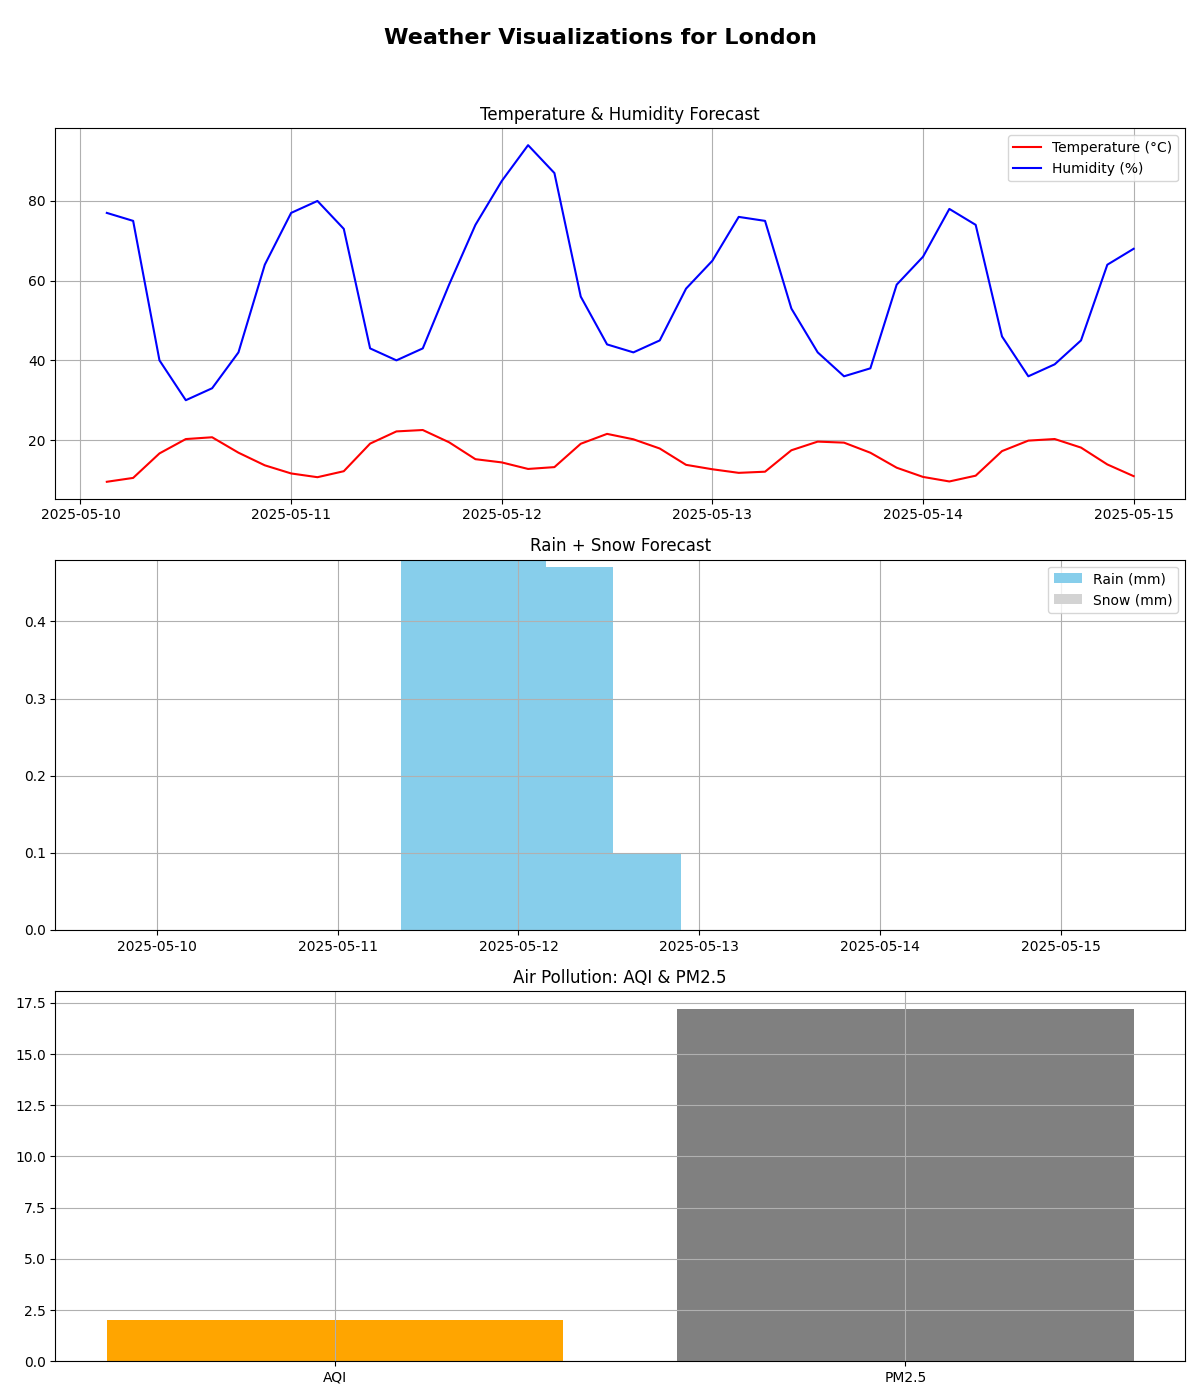 Weather Visualizations for London
Temperature & Humidity Forecast
Temperature (°C)
Humidity (%)
80
60
40
20
2025-05-10 2025-05-11 2025-05-12 2025-05-13 2025-05-14 2025-05-15
Rain + Snow Forecast
Rain (mm)
Snow (mm)
0.4
0.3
0.2
0.1
0.0
2025-05-10 2025-05-11 2025-05-12 2025-05-13 2025-05-14 2025-05-15
Air Pollution: AQI & PM2.5
17.5
15.0
12.5
10.0
7.5
5.0
2.5
0.0
AQI PM2.5